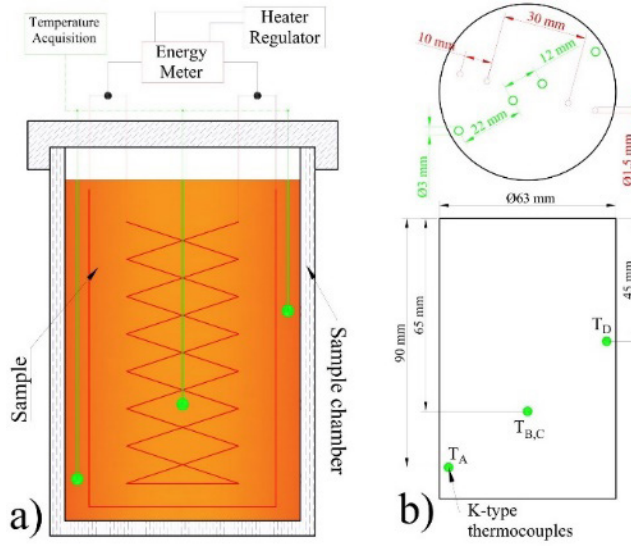 Temperature
Acquisition
Energy
Meter
Heater
Regulator
Sample
Sample chamber
a)
10 mm
30 mm
12 mm
22 mm
Ø3 mm
Ø1.5 mm
Ø63 mm
90 mm
65 mm
45 mm
T_D
T_B,C
T_A
K-type
thermocouples
b)